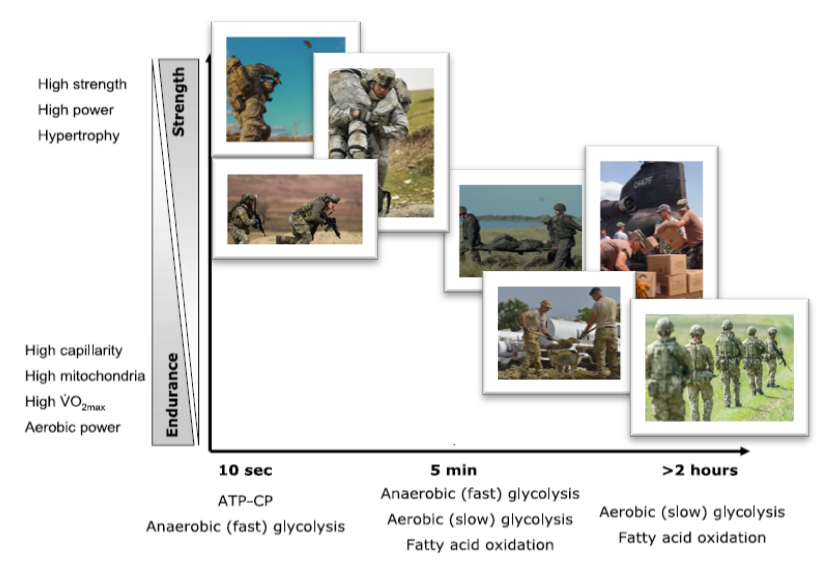 High strength
High power
Hypertrophy
Strength
High capillarity
High mitochondria
High V̇O2max
Aerobic power
Endurance
10 sec
5 min
>2 hours
ATP–CP
Anaerobic (fast) glycolysis
Anaerobic (fast) glycolysis
Aerobic (slow) glycolysis
Fatty acid oxidation
Aerobic (slow) glycolysis
Fatty acid oxidation